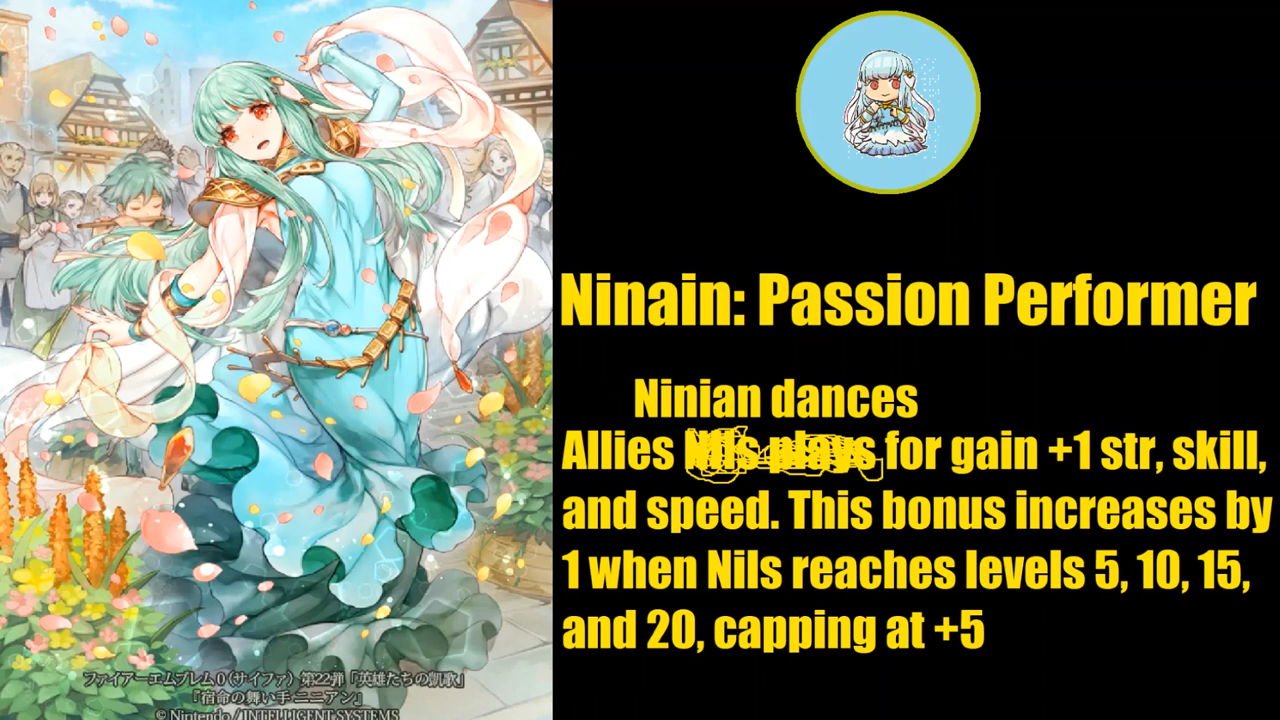 Ninain: Passion Performer
Ninian dances
Allies Nils plays for gain +1 str, skill,
and speed. This bonus increases by
1 when Nils reaches levels 5, 10, 15,
and 20, capping at +5
ファイアーエムブレム0(サイファ) 第22弾「英雄たちの凱歌」
『宿命の舞い手 ニニアン』
© Nintendo / INTELLIGENT SYSTEMS